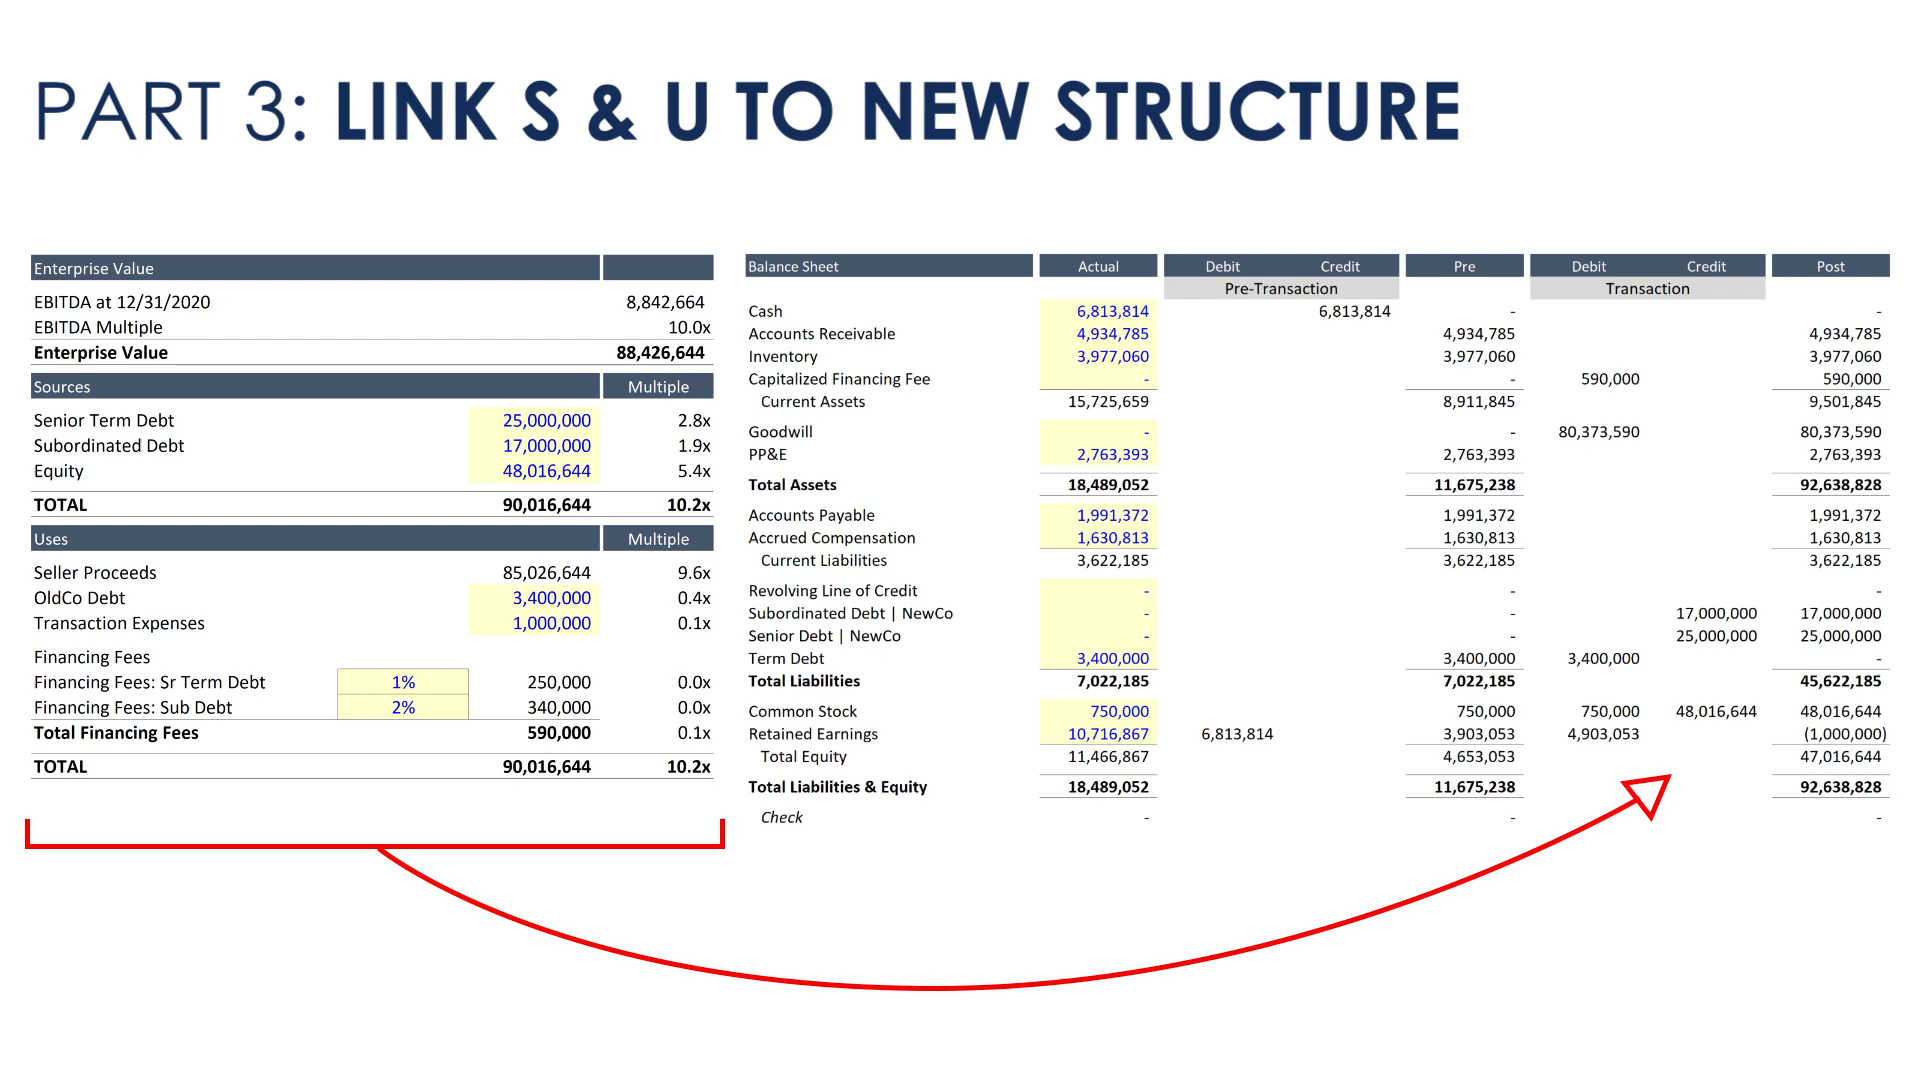 PART 3: LINK S & U TO NEW STRUCTURE
Enterprise Value
EBITDA at 12/31/2020 8,842,664
EBITDA Multiple 10.0x
Enterprise Value 88,426,644
Sources Multiple
Senior Term Debt 25,000,000 2.8x
Subordinated Debt 17,000,000 1.9x
Equity 48,016,644 5.4x
TOTAL 90,016,644 10.2x
Uses Multiple
Seller Proceeds 85,026,644 9.6x
OldCo Debt 3,400,000 0.4x
Transaction Expenses 1,000,000 0.1x
Financing Fees
Financing Fees: Sr Term Debt 1% 250,000 0.0x
Financing Fees: Sub Debt 2% 340,000 0.0x
Total Financing Fees 590,000 0.1x
TOTAL 90,016,644 10.2x
Balance Sheet Actual Debit Credit Pre Debit Credit Post
Pre-Transaction Transaction
Cash 6,813,814 6,813,814 - -
Accounts Receivable 4,934,785 4,934,785 4,934,785
Inventory 3,977,060 3,977,060 3,977,060
Capitalized Financing Fee - - 590,000 590,000
Current Assets 15,725,659 8,911,845 9,501,845
Goodwill - - 80,373,590 80,373,590
PP&E 2,763,393 2,763,393 2,763,393
Total Assets 18,489,052 11,675,238 92,638,828
Accounts Payable 1,991,372 1,991,372 1,991,372
Accrued Compensation 1,630,813 1,630,813 1,630,813
Current Liabilities 3,622,185 3,622,185 3,622,185
Revolving Line of Credit - - -
Subordinated Debt | NewCo - - 17,000,000 17,000,000
Senior Debt | NewCo - - 25,000,000 25,000,000
Term Debt 3,400,000 3,400,000 3,400,000 -
Total Liabilities 7,022,185 7,022,185 45,622,185
Common Stock 750,000 750,000 750,000 48,016,644 48,016,644
Retained Earnings 10,716,867 6,813,814 3,903,053 4,903,053 (1,000,000)
Total Equity 11,466,867 4,653,053 47,016,644
Total Liabilities & Equity 18,489,052 11,675,238 92,638,828
Check - - -